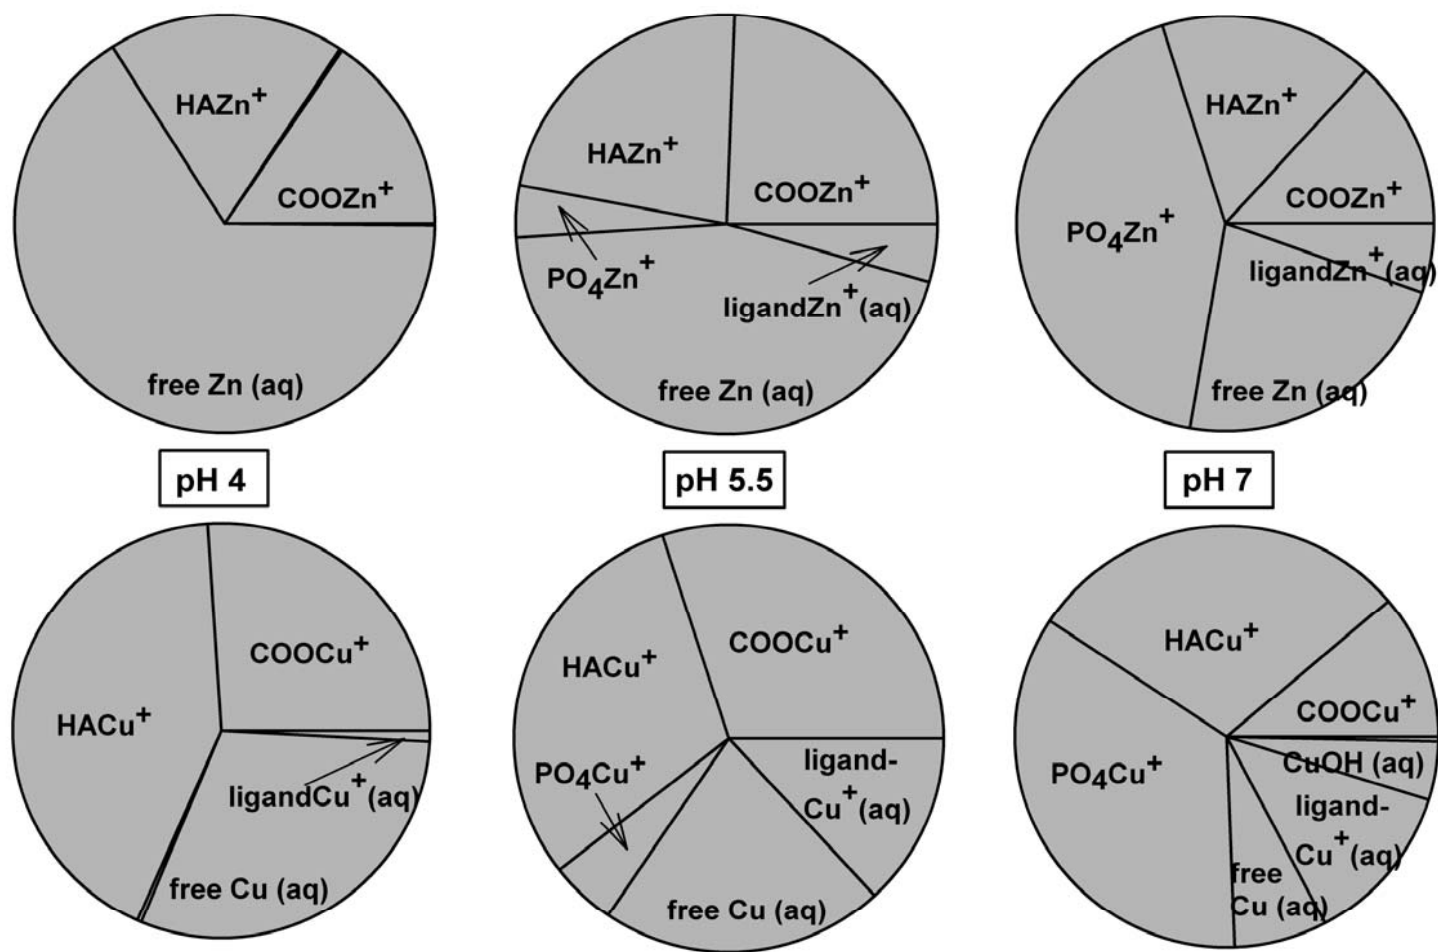 HAZn⁺
COOZn⁺
free Zn (aq)
HAZn⁺
COOZn⁺
PO₄Zn⁺
ligandZn⁺(aq)
free Zn (aq)
HAZn⁺
COOZn⁺
PO₄Zn⁺
ligandZn⁺(aq)
free Zn (aq)
pH 4
pH 5.5
pH 7
COOCu⁺
HACu⁺
ligandCu⁺(aq)
free Cu (aq)
COOCu⁺
HACu⁺
PO₄Cu⁺
ligand-
Cu⁺(aq)
free Cu (aq)
HACu⁺
COOCu⁺
PO₄Cu⁺
CuOH (aq)
ligand-
Cu⁺(aq)
free
Cu (aq)